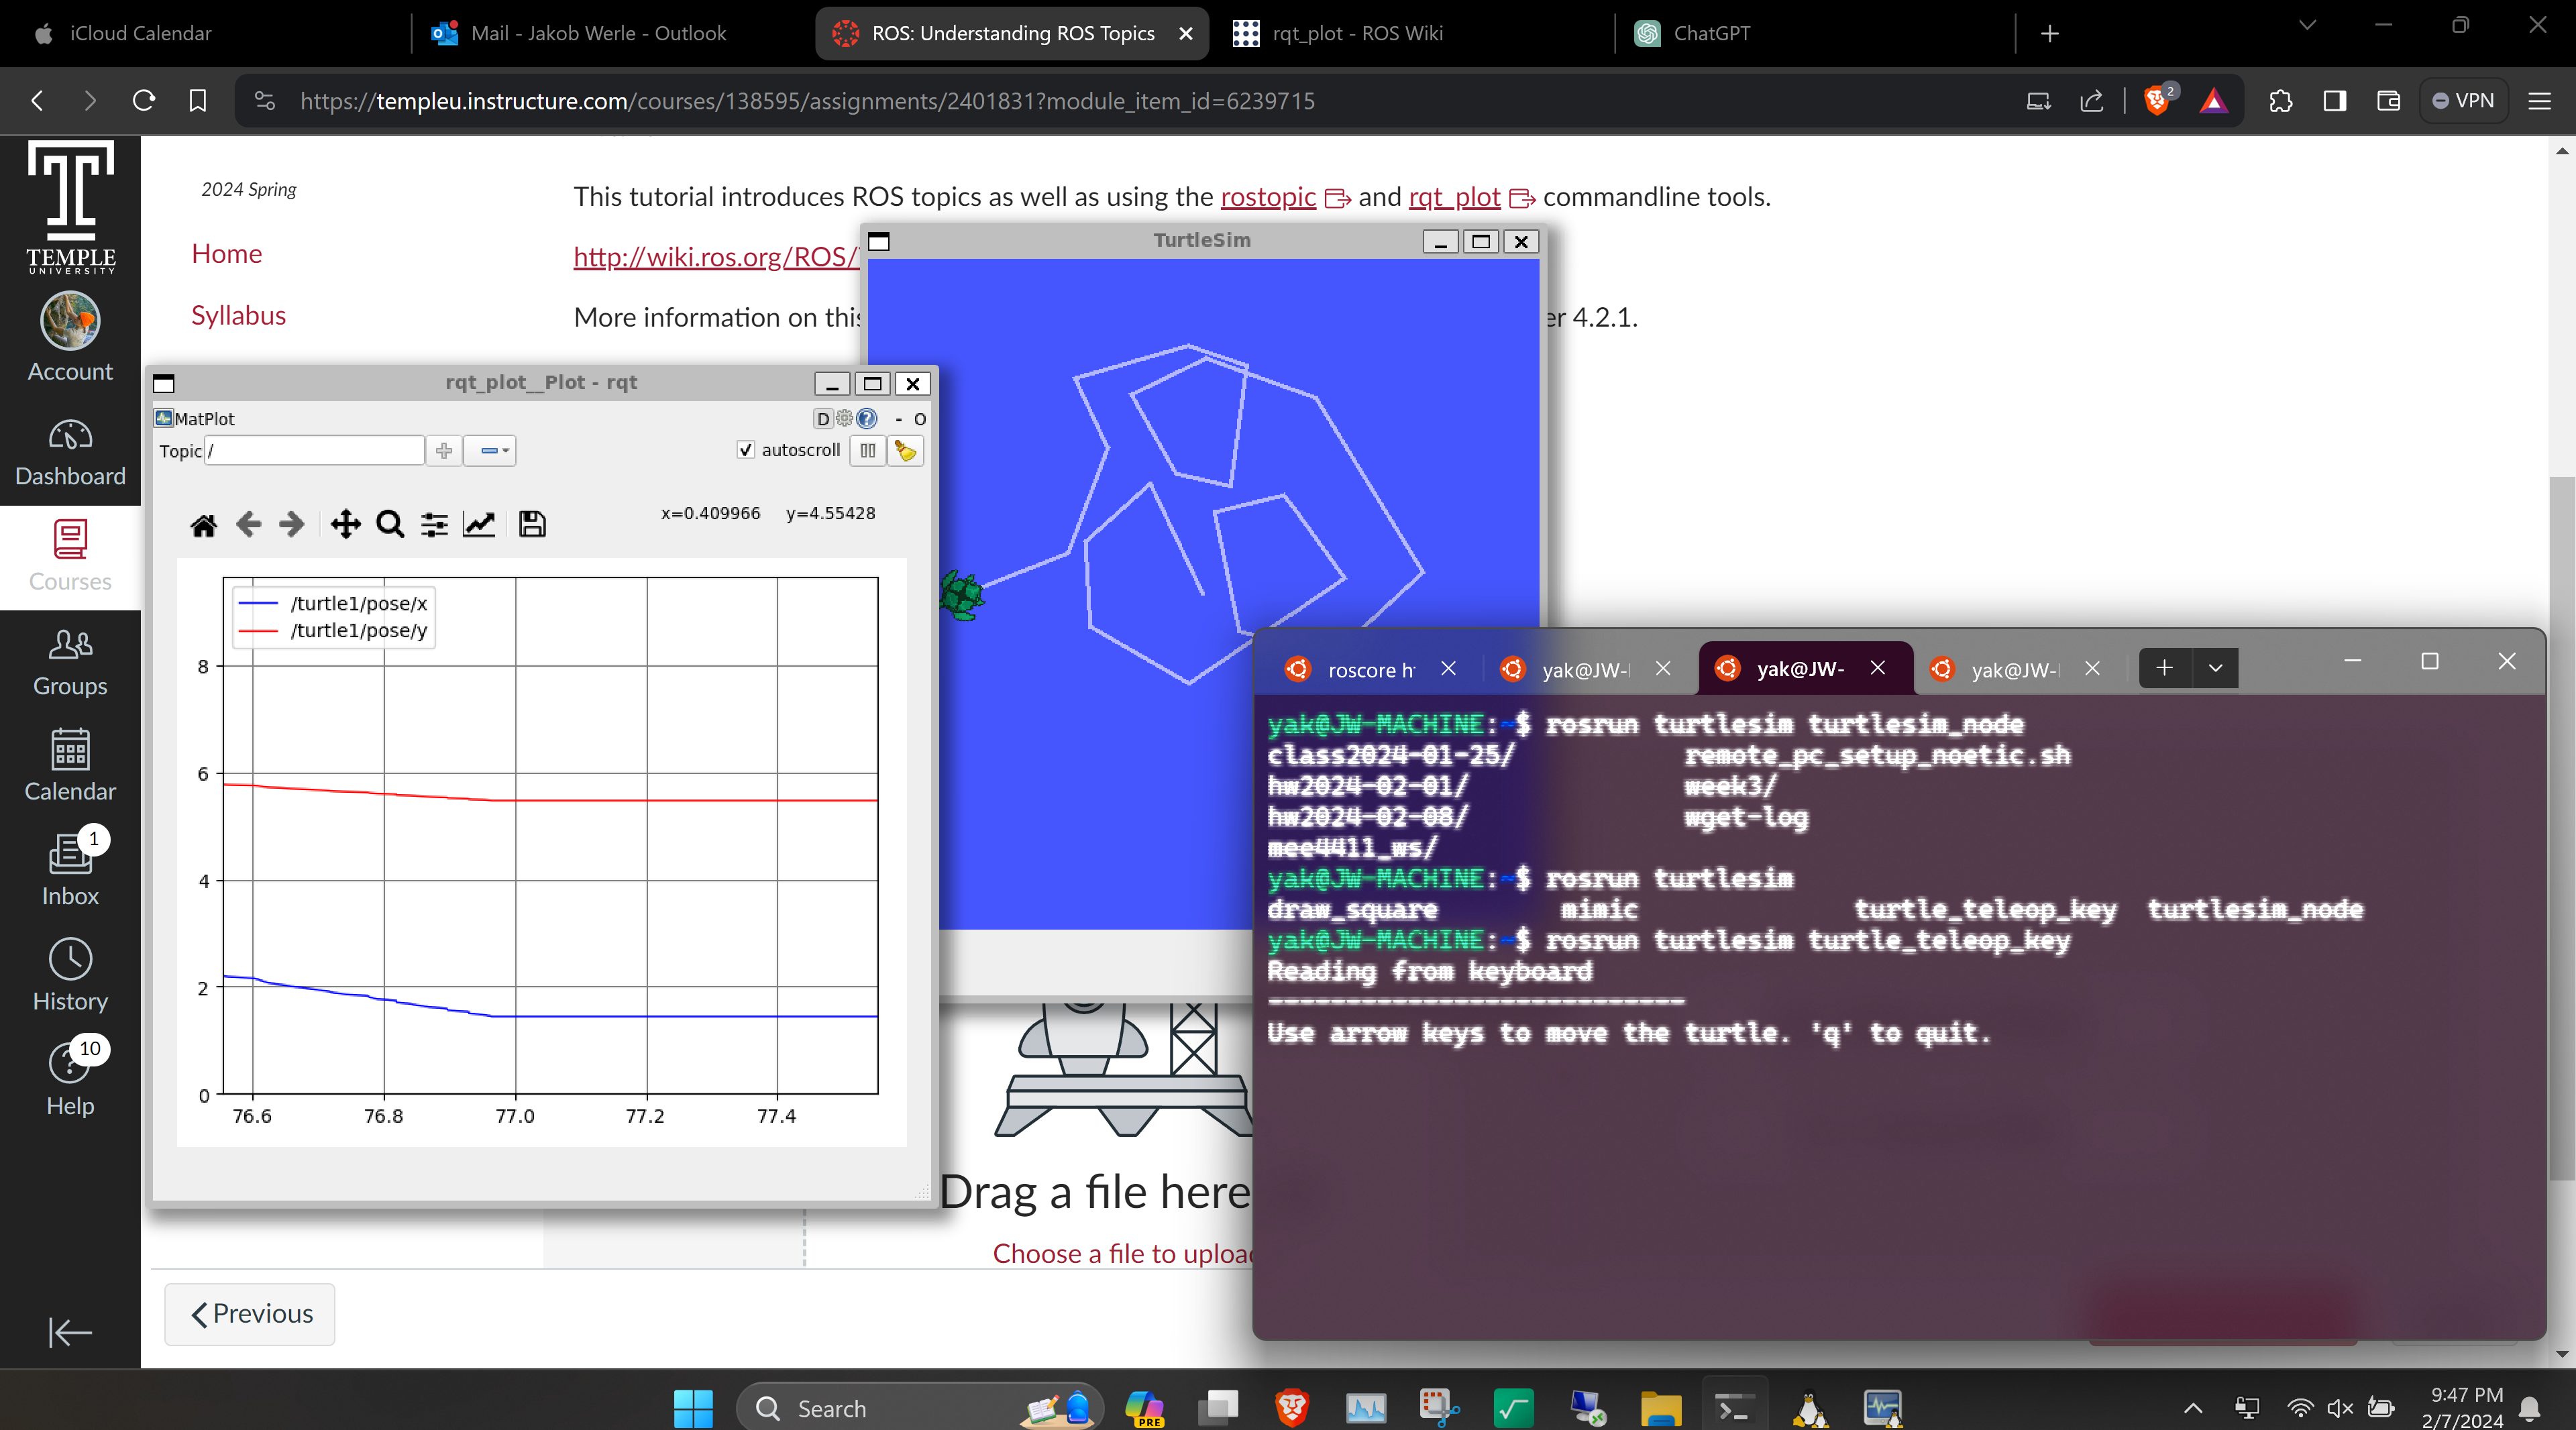 iCloud Calendar
Mail - Jakob Werle - Outlook
ROS: Understanding ROS Topics
rqt_plot - ROS Wiki
ChatGPT
https://templeu.instructure.com/courses/138595/assignments/2401831?module_item_id=6239715
2
VPN
TEMPLE
UNIVERSITY
Account
Dashboard
Courses
Groups
Calendar
1
Inbox
History
10
Help
2024 Spring
Home
Syllabus
This tutorial introduces ROS topics as well as using the rostopic and rqt_plot commandline tools.
http://wiki.ros.org/ROS/
More information on this
er 4.2.1.
TurtleSim
rqt_plot__Plot - rqt
MatPlot
D
- O
Topic /
autoscroll
x=0.409966 y=4.55428
/turtle1/pose/x
/turtle1/pose/y
8
6
4
2
0
76.6 76.8 77.0 77.2 77.4
roscore h
yak@JW-
yak@JW-
yak@JW-
yak@JW-MACHINE:~$ rosrun turtlesim turtlesim_node
class2024-01-25/ remote_pc_setup_noetic.sh
hw2024-02-01/ week3/
hw2024-02-08/ wget-log
mee4411_ws/
yak@JW-MACHINE:~$ rosrun turtlesim
draw_square mimic turtle_teleop_key turtlesim_node
yak@JW-MACHINE:~$ rosrun turtlesim turtle_teleop_key
Reading from keyboard
---------------------------
Use arrow keys to move the turtle. 'q' to quit.
Drag a file here
Choose a file to uploa
Previous
Search
PRE
9:47 PM
2/7/2024